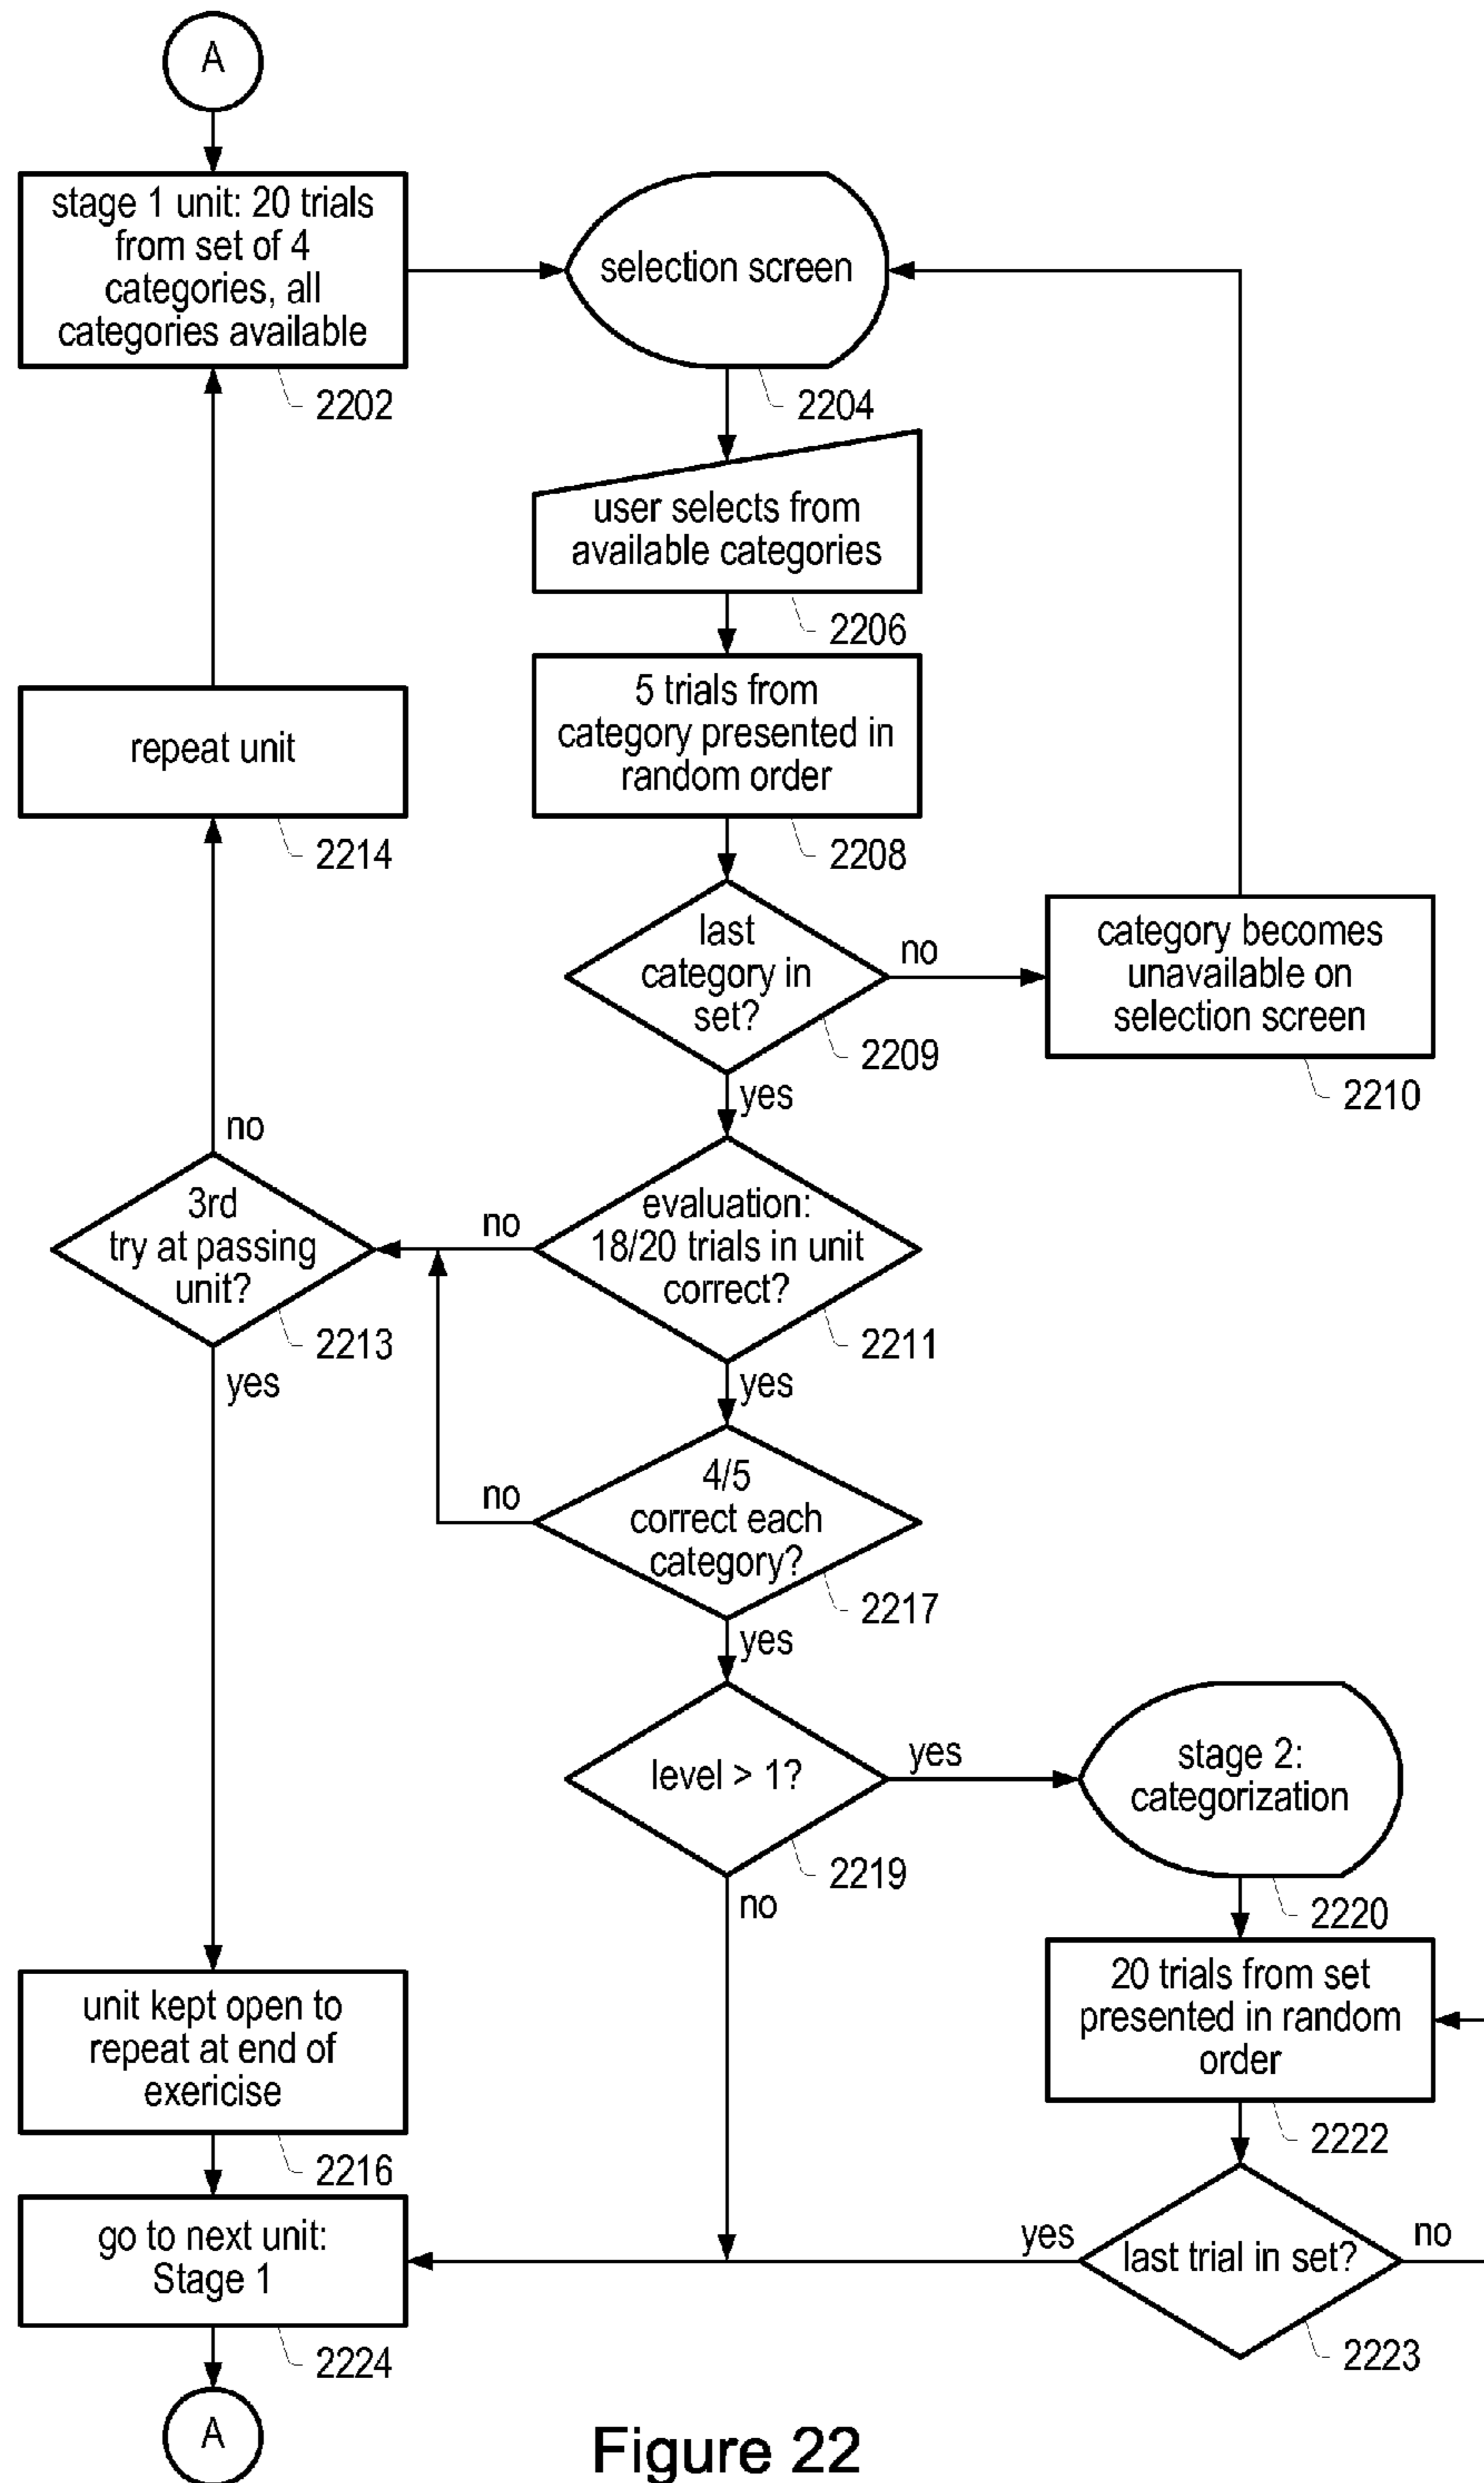 A
stage 1 unit: 20 trials
from set of 4
categories, all
categories available
2202
selection screen
2204
user selects from
available categories
2206
5 trials from
category presented in
random order
2208
repeat unit
2214
last
category in
set?
2209
no
yes
category becomes
unavailable on
selection screen
2210
evaluation:
18/20 trials in unit
correct?
2211
no
yes
3rd
try at passing
unit?
2213
no
yes
4/5
correct each
category?
2217
no
yes
level > 1?
2219
yes
no
stage 2:
categorization
2220
20 trials from set
presented in random
order
2222
last trial in set?
2223
yes
no
unit kept open to
repeat at end of
exericise
2216
go to next unit:
Stage 1
2224
A
Figure 22